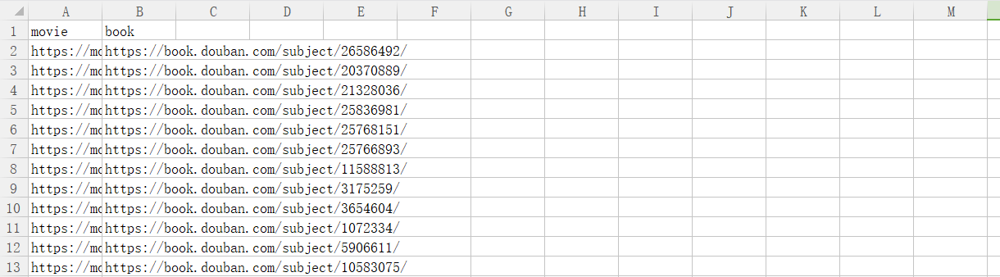 A B C D E F G H I J K L M
1 movie book
2 https://mo https://book.douban.com/subject/26586492/
3 https://mo https://book.douban.com/subject/20370889/
4 https://mo https://book.douban.com/subject/21328036/
5 https://mo https://book.douban.com/subject/25836981/
6 https://mo https://book.douban.com/subject/25768151/
7 https://mo https://book.douban.com/subject/25766893/
8 https://mo https://book.douban.com/subject/11588813/
9 https://mo https://book.douban.com/subject/3175259/
10 https://mo https://book.douban.com/subject/3654604/
11 https://mo https://book.douban.com/subject/1072334/
12 https://mo https://book.douban.com/subject/5906611/
13 https://mo https://book.douban.com/subject/10583075/